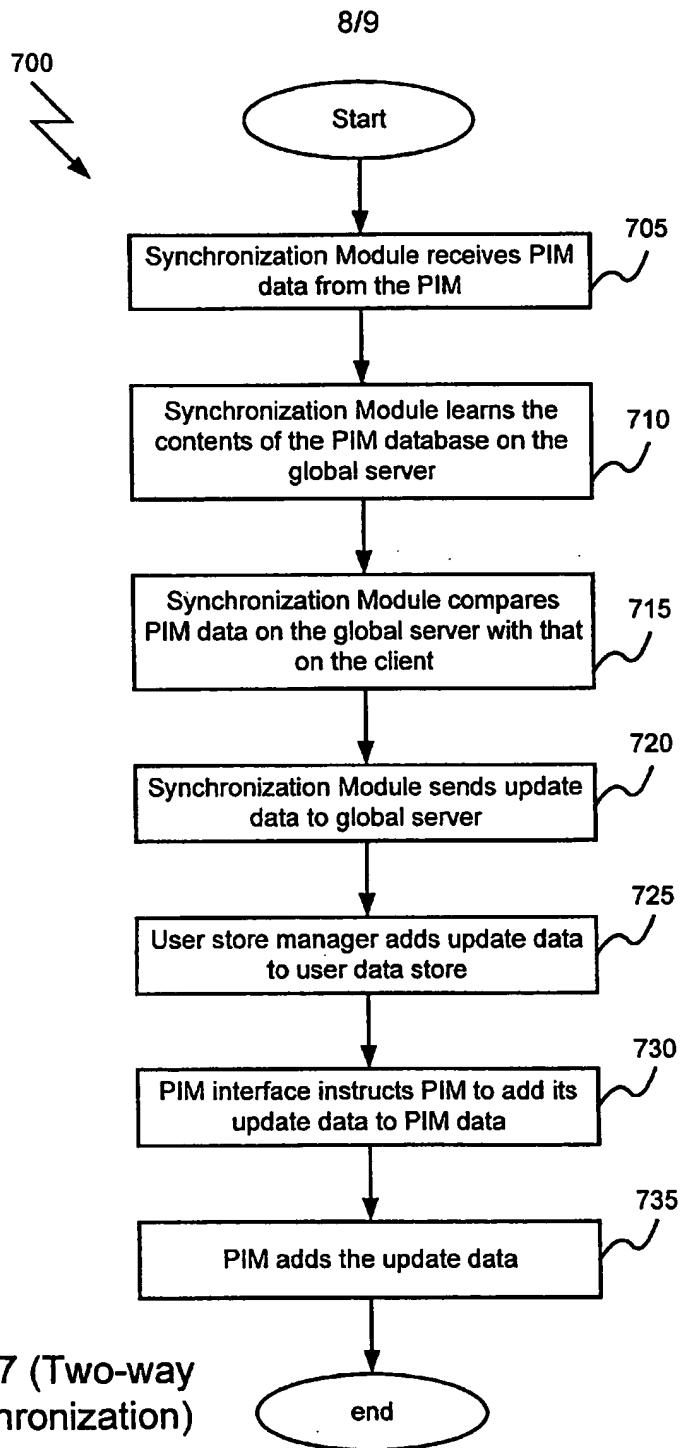 8/9
700
Start
Synchronization Module receives PIM
data from the PIM
705
Synchronization Module learns the
contents of the PIM database on the
global server
710
Synchronization Module compares
PIM data on the global server with that
on the client
715
Synchronization Module sends update
data to global server
720
User store manager adds update data
to user data store
725
PIM interface instructs PIM to add its
update data to PIM data
730
PIM adds the update data
735
end
7 (Two-way
hronization)